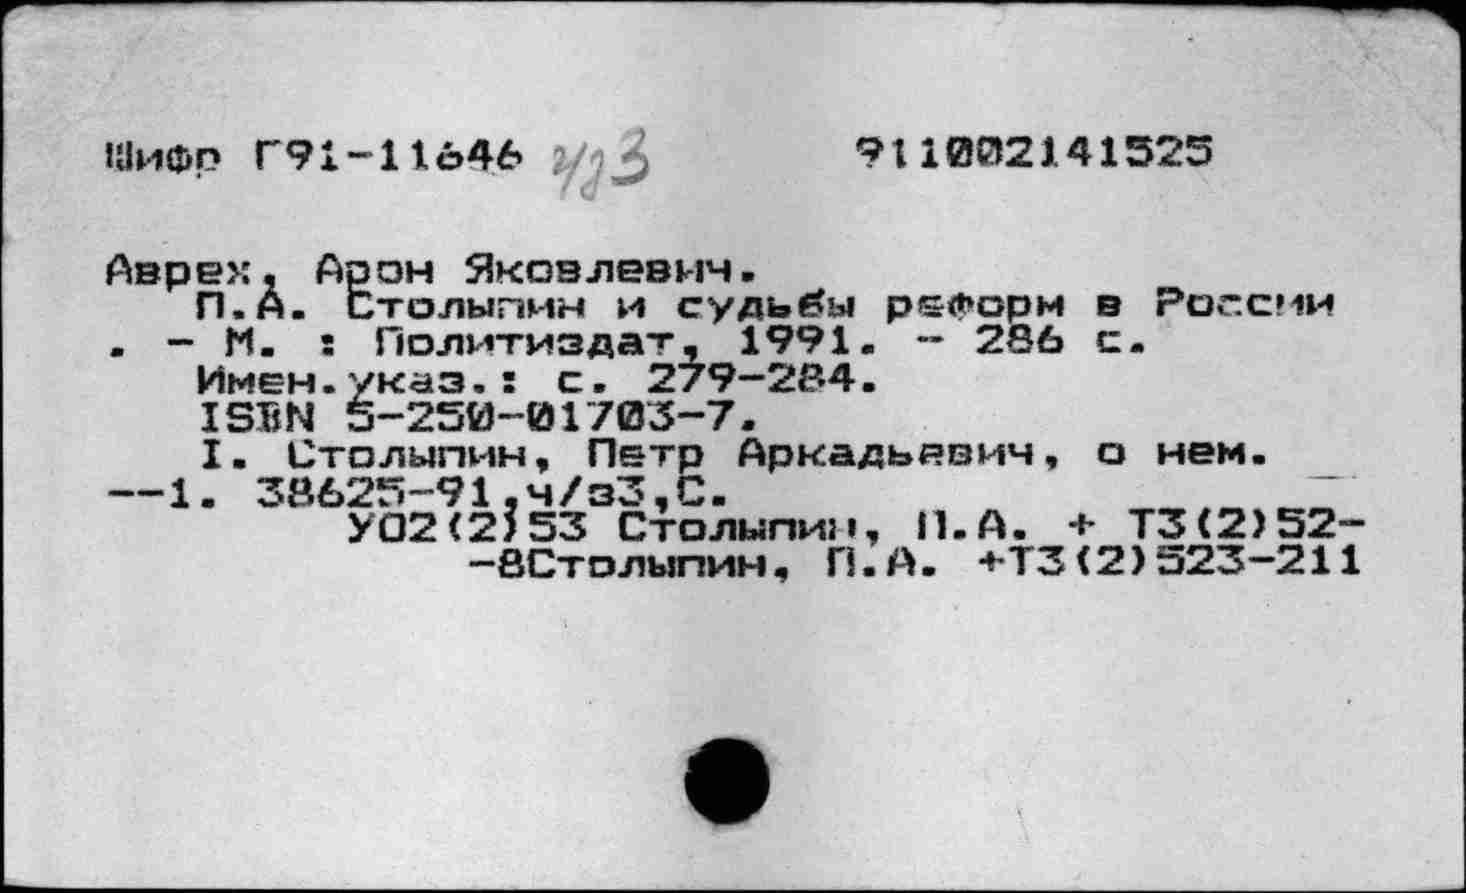 Шифр Г91-11646 ч/з 9110002141525
Аврех, Арон Яковлевич.
П.А. Столыпин и судьбы реформ в России
. - М. : Политиздат, 1991. - 286 с.
Имен.указ.: с. 279-284.
ISBN 5-250-01703-7.
I. Столыпин, Петр Аркадьевич, о нем.
--1. 38625-91,ч/з3,С.
У02(2)53 Столыпин, П.А. + Т3(2)52-
-8Столыпин, П.А. +Т3(2)523-211